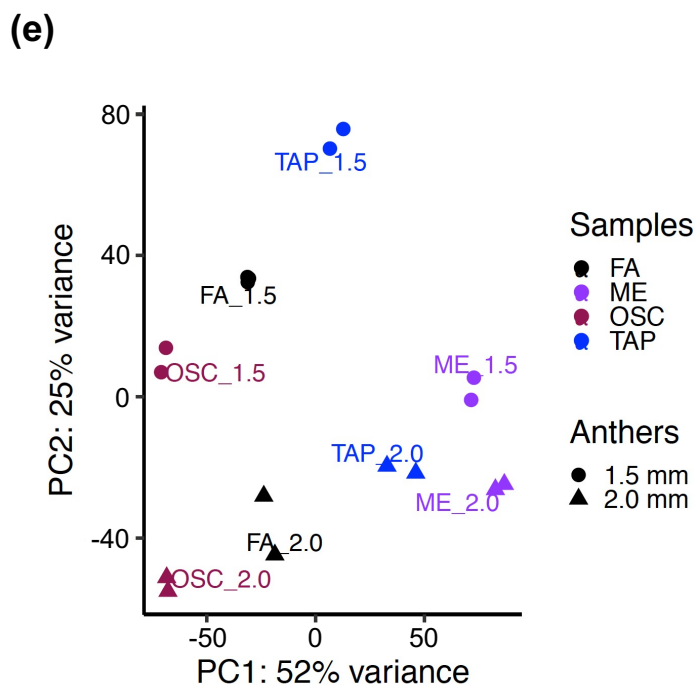 (e)
80
40
0
-40
PC2: 25% variance
TAP_1.5
FA_1.5
OSC_1.5
ME_1.5
TAP_2.0
ME_2.0
FA_2.0
OSC_2.0
-50
0
50
PC1: 52% variance
Samples
FA
ME
OSC
TAP
Anthers
1.5 mm
2.0 mm